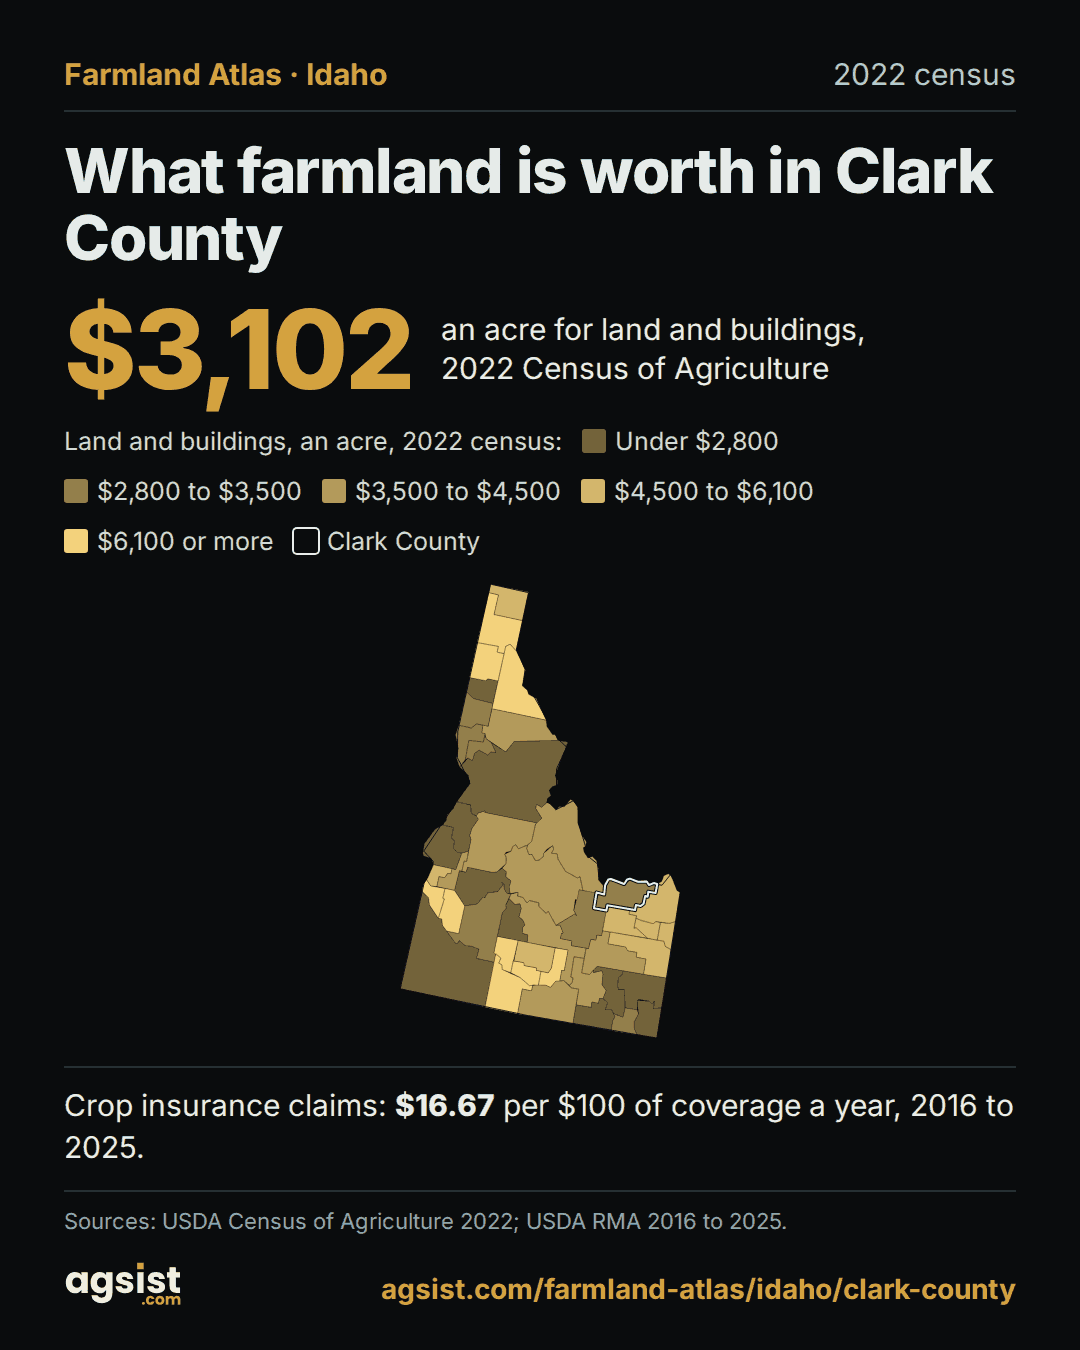 Farmland Atlas · Idaho
2022 census
What farmland is worth in Clark
County
$3,102
an acre for land and buildings,
2022 Census of Agriculture
Land and buildings, an acre, 2022 census: Under $2,800
$2,800 to $3,500 $3,500 to $4,500 $4,500 to $6,100
$6,100 or more Clark County
Crop insurance claims: $16.67 per $100 of coverage a year, 2016 to
2025.
Sources: USDA Census of Agriculture 2022; USDA RMA 2016 to 2025.
agsist
.com
agsist.com/farmland-atlas/idaho/clark-county